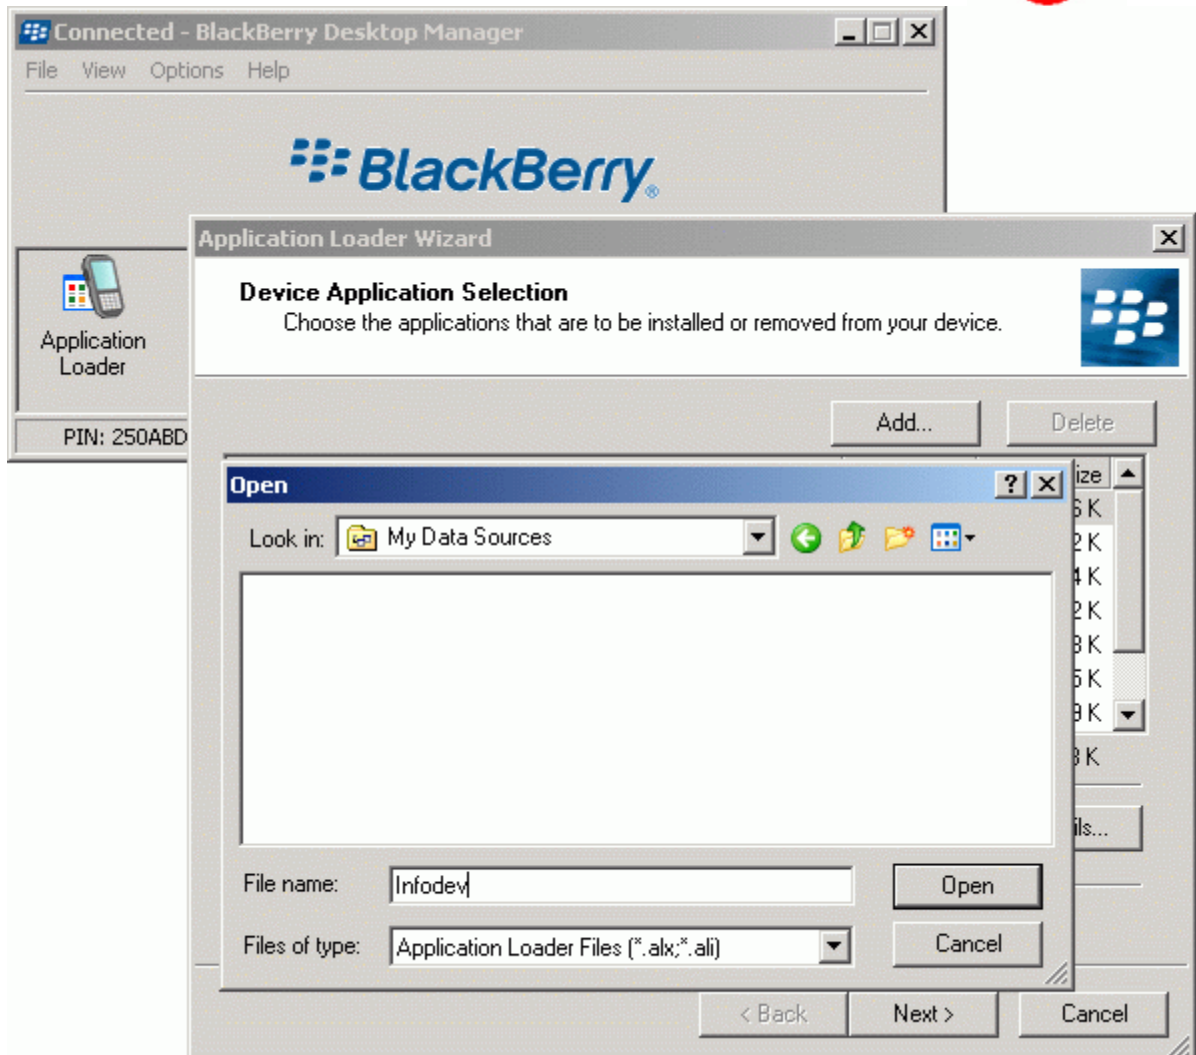 Connected - BlackBerry Desktop Manager
File View Options Help
BlackBerry®
Application Loader Wizard
Device Application Selection
Choose the applications that are to be installed or removed from your device.
Application
Loader
PIN: 250ABD
Add... Delete
Open
Look in: My Data Sources
File name: Infodev Open
Files of type: Application Loader Files (*.alx;*.ali) Cancel
< Back Next > Cancel